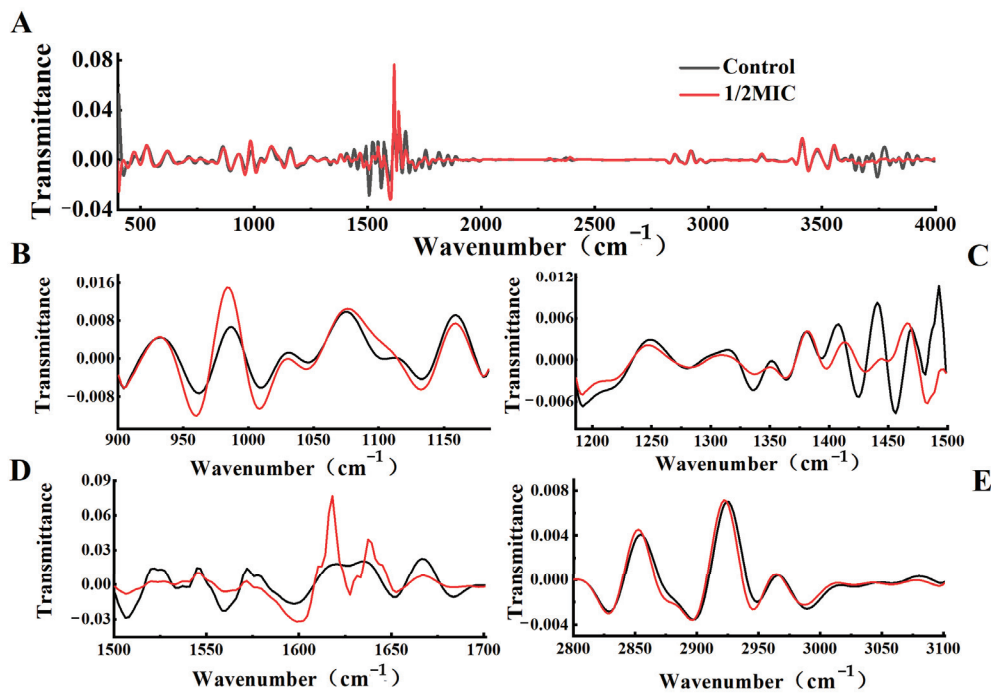 A
Transmittance
0.08
0.04
0.00
−0.04
Control
1/2MIC
500 1000 1500 2000 2500 3000 3500 4000
Wavenumber（cm−1）
B
Transmittance
0.016
0.008
0.000
−0.008
900 950 1000 1050 1100 1150
Wavenumber（cm−1）
C
Transmittance
0.012
0.006
0.000
−0.006
1200 1250 1300 1350 1400 1450 1500
Wavenumber（cm−1）
D
Transmittance
0.09
0.06
0.03
0.00
−0.03
1500 1550 1600 1650 1700
Wavenumber（cm−1）
E
Transmittance
0.008
0.004
0.000
−0.004
2800 2850 2900 2950 3000 3050 3100
Wavenumber（cm−1）